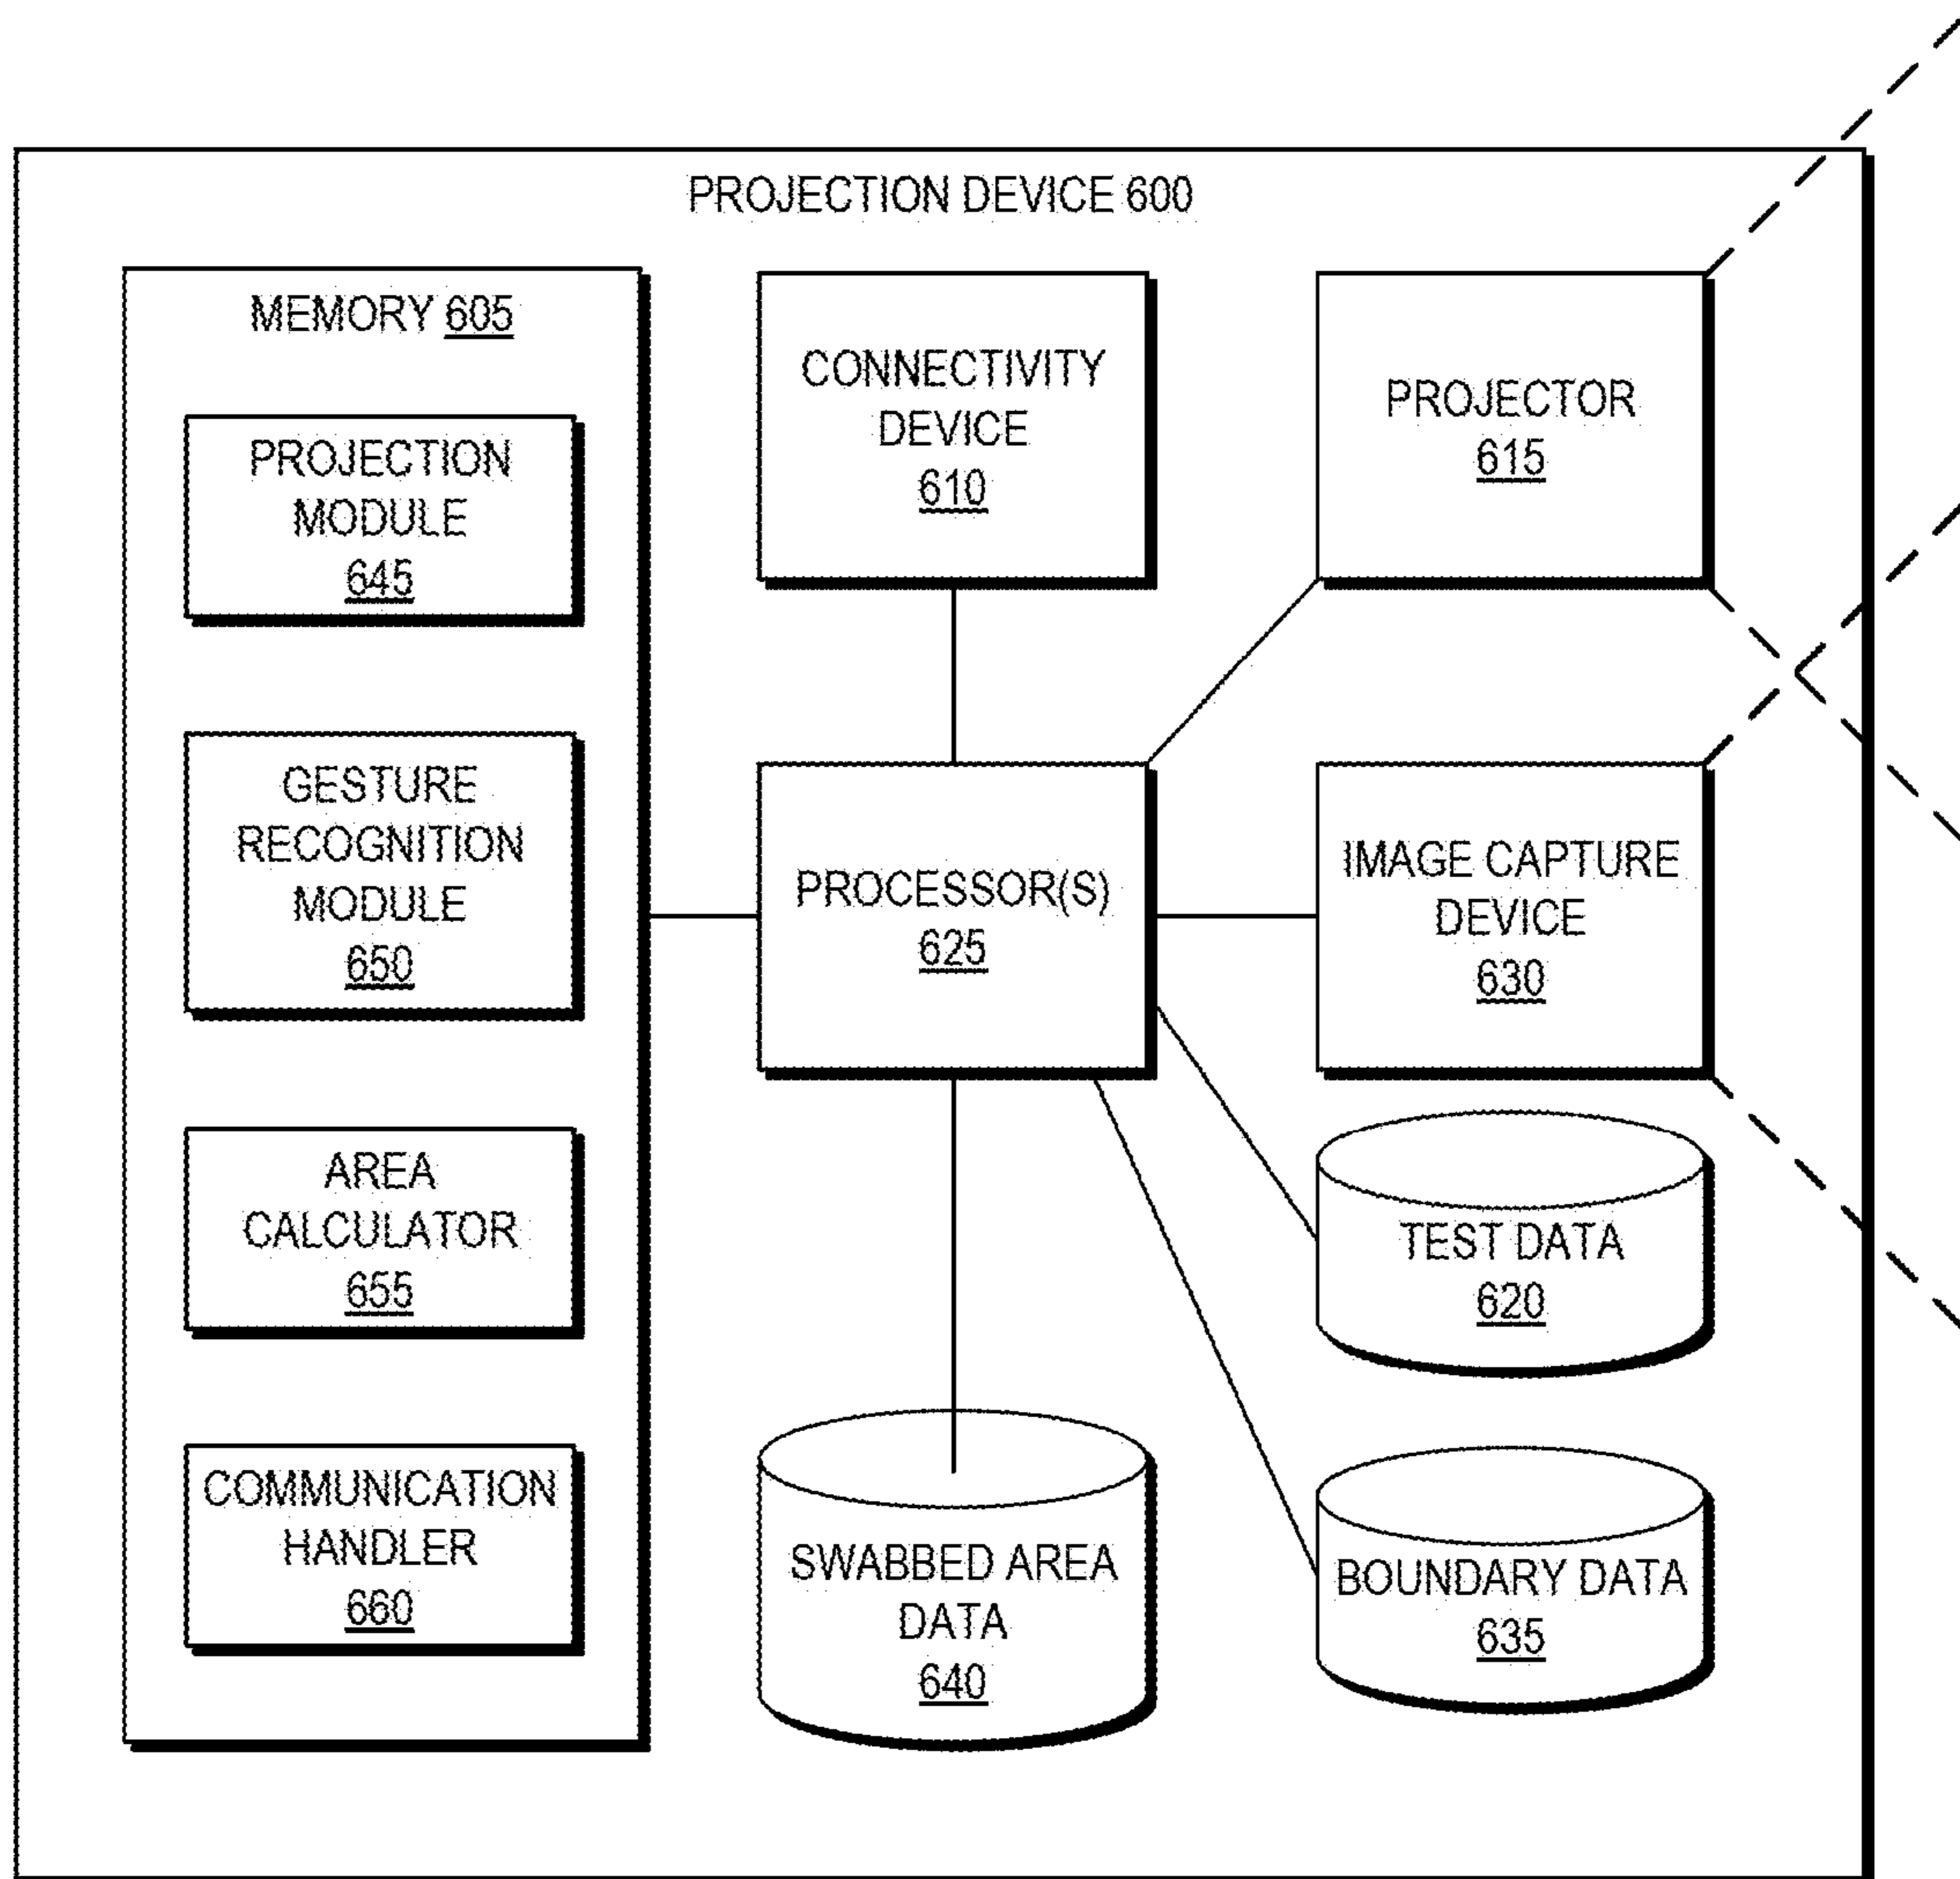 PROJECTION DEVICE 600
MEMORY 605
PROJECTION
MODULE
645
GESTURE
RECOGNITION
MODULE
650
AREA
CALCULATOR
655
COMMUNICATION
HANDLER
660
CONNECTIVITY
DEVICE
610
PROJECTOR
615
PROCESSOR(S)
625
IMAGE CAPTURE
DEVICE
630
TEST DATA
620
SWABBED AREA
DATA
640
BOUNDARY DATA
635